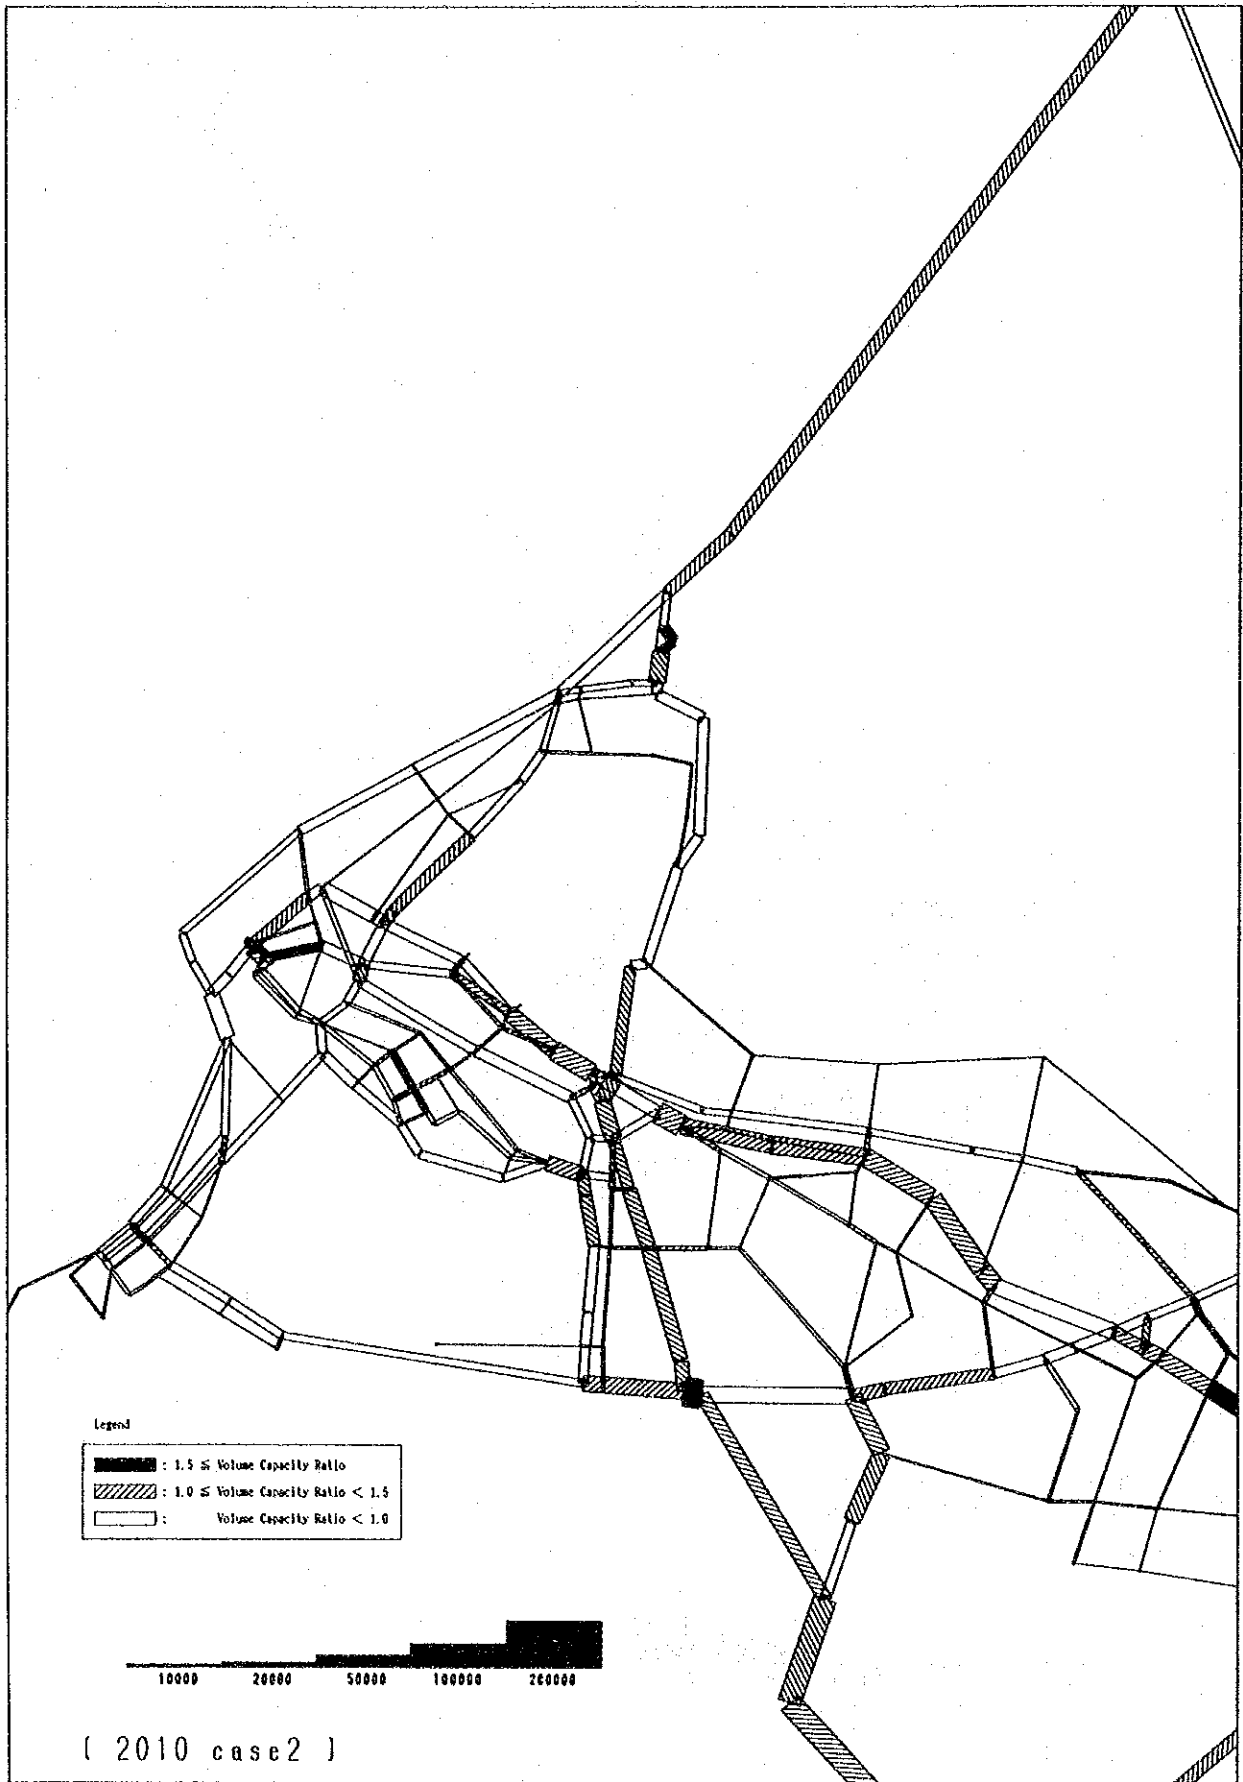 Legend
: 1.5 ≤ Volume Capacity Ratio
: 1.0 ≤ Volume Capacity Ratio < 1.5
: Volume Capacity Ratio < 1.0
10000 20000 50000 100000 200000
[ 2010 case2 ]